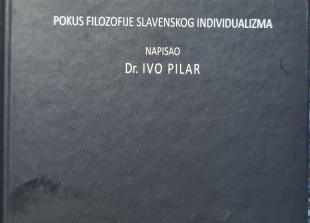 POKUS FILOZOFIJE SLAVENSKOG INDIVIDUALIZMA
NAPISAO
Dr. IVO PILAR